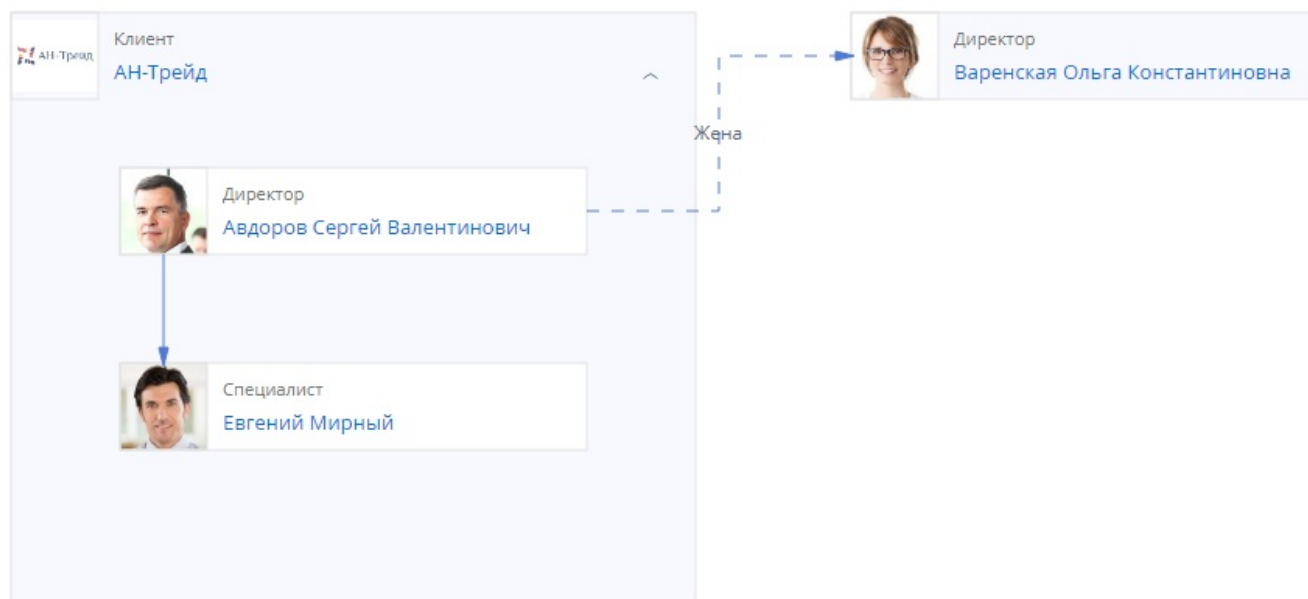 АН-Трейд
Клиент
АН-Трейд
Директор
Варенская Ольга Константиновна
Жена
Директор
Авдоров Сергей Валентинович
Специалист
Евгений Мирный